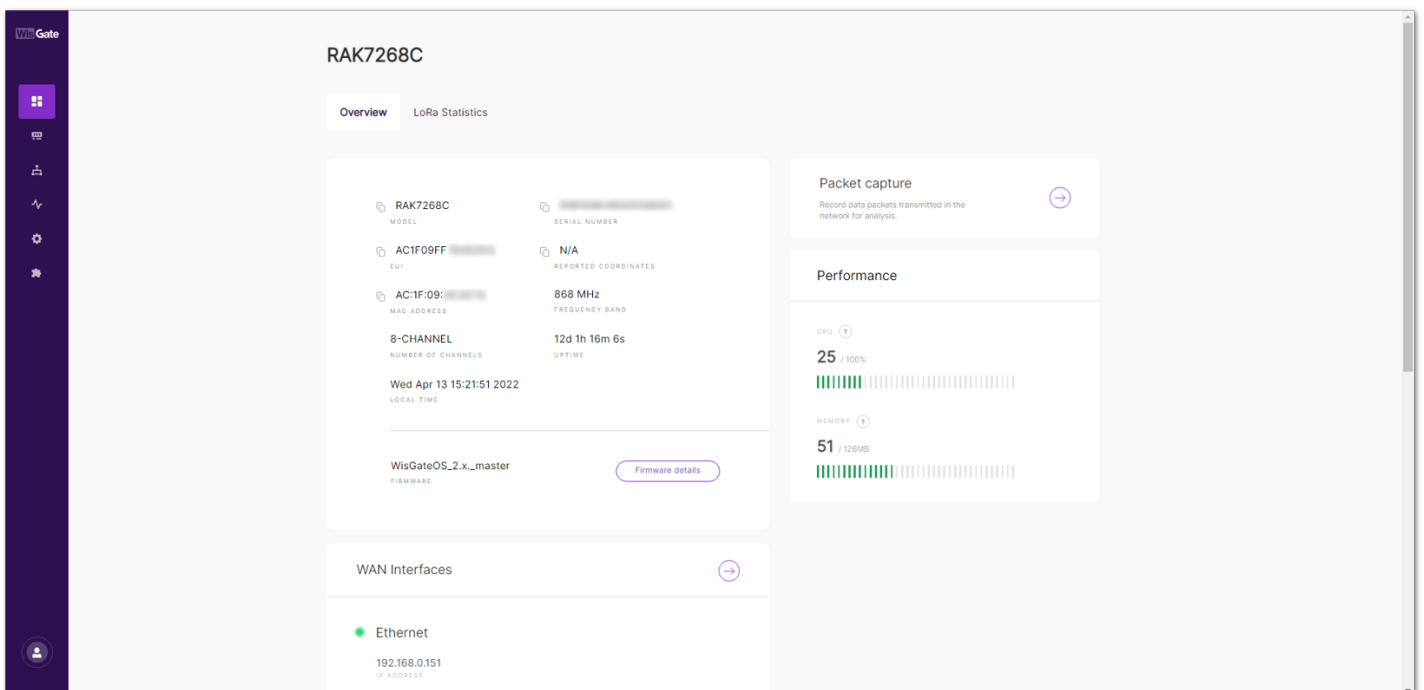 WisGate
RAK7268C
Overview
LoRa Statistics
RAK7268C
MODEL
SERIAL NUMBER
AC1F09FF
EUI
N/A
REPORTED COORDINATES
AC:1F:09:
MAC ADDRESS
868 MHz
FREQUENCY BAND
8-CHANNEL
NUMBER OF CHANNELS
12d 1h 16m 6s
UPTIME
Wed Apr 13 15:21:51 2022
LOCAL TIME
WisGateOS_2.x._master
FIRMWARE
Firmware details
Packet capture
Record data packets transmitted in the
network for analysis.
Performance
CPU ?
25 / 100%
MEMORY ?
51 / 126MB
WAN Interfaces
Ethernet
192.168.0.151
IP ADDRESS